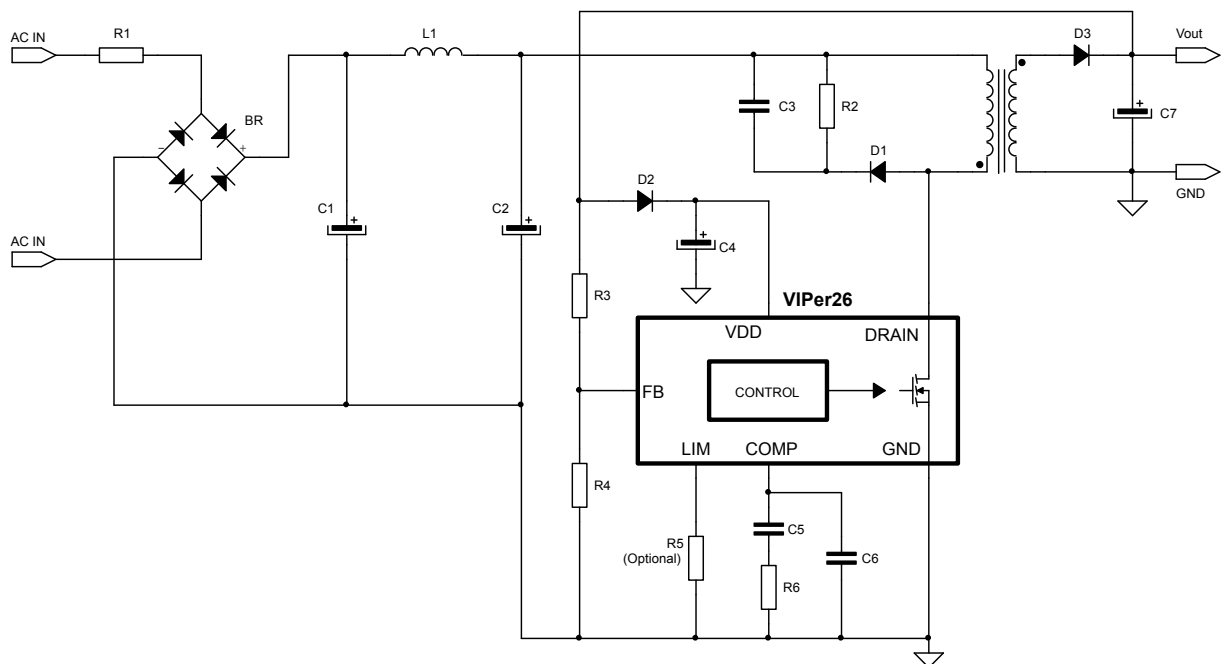 AC IN
R1
L1
D3
Vout
BR
C3
R2
C7
−
+
+
D1
GND
D2
C1
+
C2
+
+
C4
AC IN
R3
VIPer26
VDD
DRAIN
FB
CONTROL
LIM
COMP
GND
R4
C5
R5
(Optional)
C6
R6